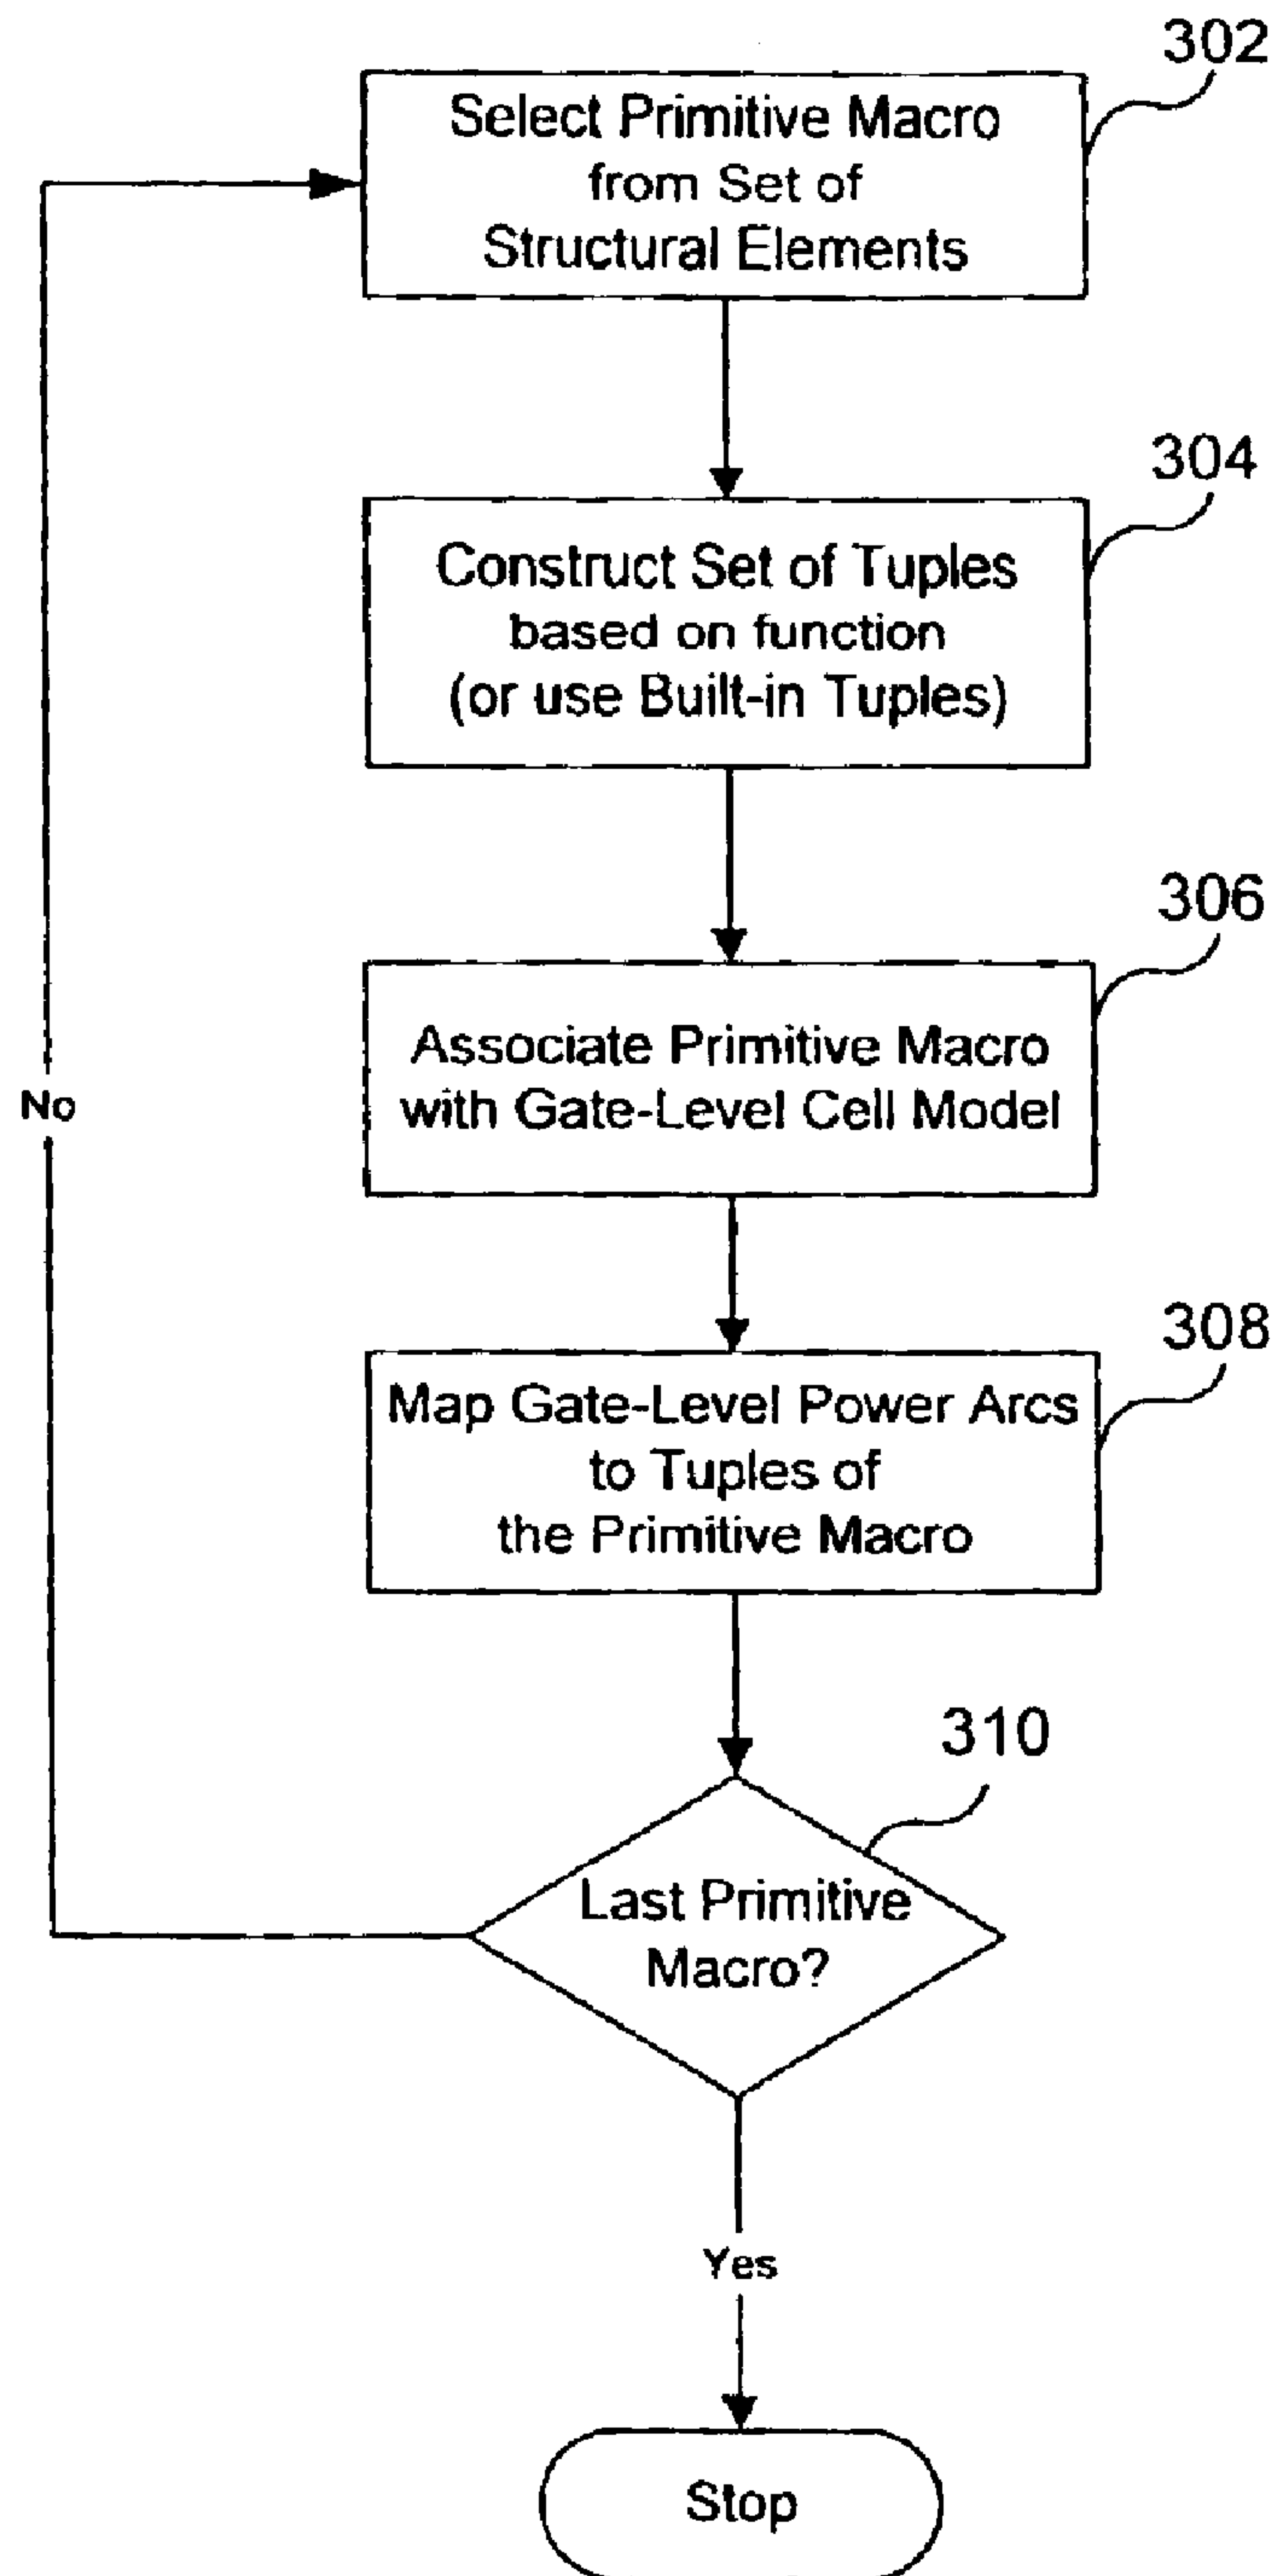 302
Select Primitive Macro
from Set of
Structural Elements
304
Construct Set of Tuples
based on function
(or use Built-in Tuples)
306
Associate Primitive Macro
with Gate-Level Cell Model
No
308
Map Gate-Level Power Arcs
to Tuples of
the Primitive Macro
310
Last Primitive
Macro?
Yes
Stop